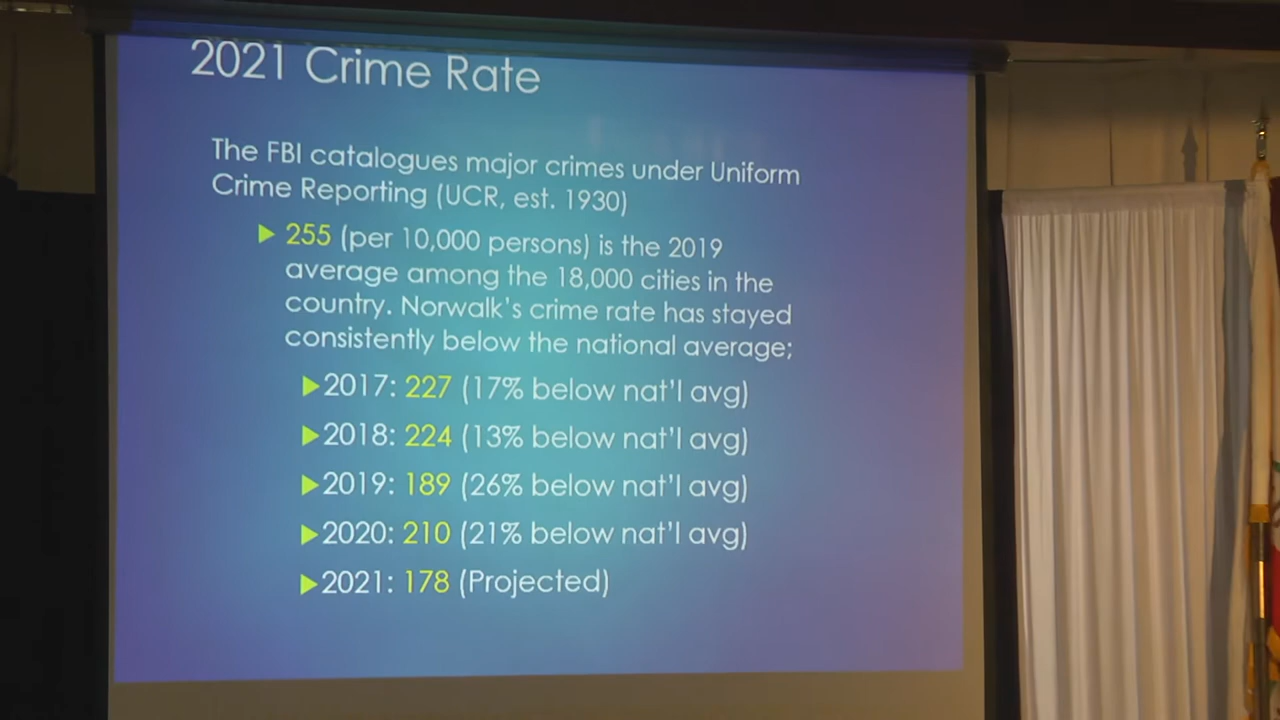 2021 Crime Rate
The FBI catalogues major crimes under Uniform
Crime Reporting (UCR, est. 1930)
255 (per 10,000 persons) is the 2019
average among the 18,000 cities in the
country. Norwalk's crime rate has stayed
consistently below the national average;
2017: 227 (17% below nat'l avg)
2018: 224 (13% below nat'l avg)
2019: 189 (26% below nat'l avg)
2020: 210 (21% below nat'l avg)
2021: 178 (Projected)